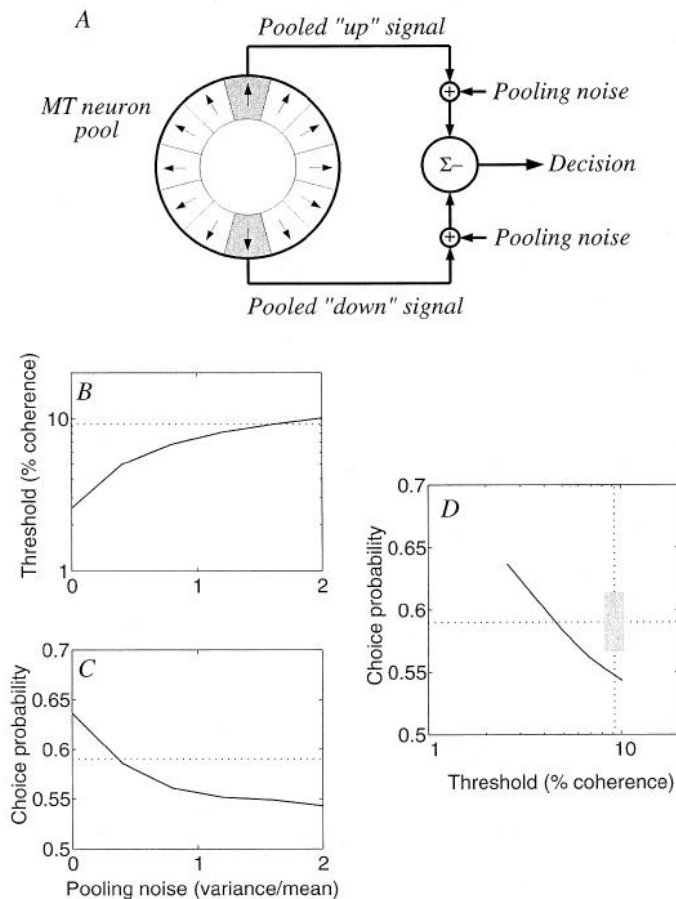 A
Pooled "up" signal
MT neuron
pool
+
Pooling noise
Σ–
Decision
+
Pooling noise
Pooled "down" signal
B
Threshold (% coherence)
10
1
0
1
2
C
Choice probability
0.7
0.65
0.6
0.55
0.5
0
1
2
Pooling noise (variance/mean)
D
Choice probability
0.7
0.65
0.6
0.55
0.5
1
10
Threshold (% coherence)